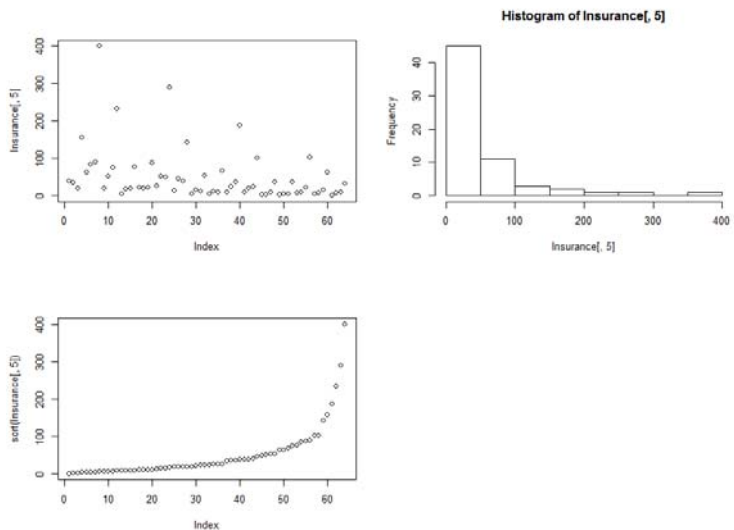 Histogram of Insurance[, 5]
Insurance[, 5]
0 100 200 300 400
0 10 20 30 40 50 60
Index
Frequency
0 10 20 30 40
0 100 200 300 400
Insurance[, 5]
sort(Insurance[, 5])
0 100 200 300 400
0 10 20 30 40 50 60
Index